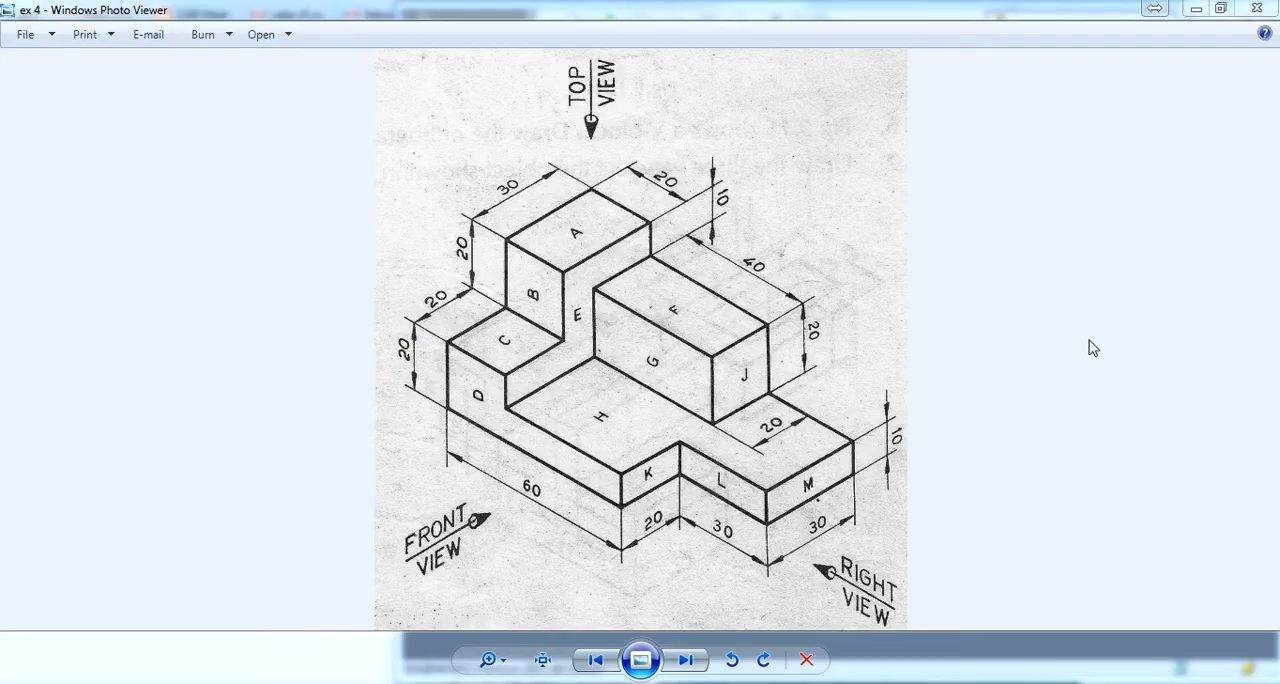 ex 4 - Windows Photo Viewer
File Print E-mail Burn Open
TOP
VIEW
30
20
10
A
20
B
40
20
E
F
20
C
20
G
J
D
H
20
10
K
L
M
60
20
30
30
FRONT
VIEW
RIGHT
VIEW